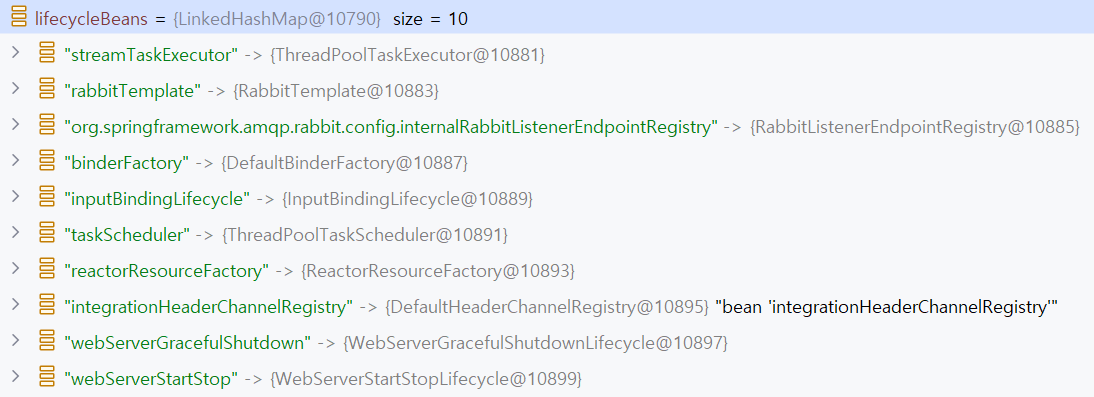 lifecycleBeans = {LinkedHashMap@10790} size = 10
"streamTaskExecutor" -> {ThreadPoolTaskExecutor@10881}
"rabbitTemplate" -> {RabbitTemplate@10883}
"org.springframework.amqp.rabbit.config.internalRabbitListenerEndpointRegistry" -> {RabbitListenerEndpointRegistry@10885}
"binderFactory" -> {DefaultBinderFactory@10887}
"inputBindingLifecycle" -> {InputBindingLifecycle@10889}
"taskScheduler" -> {ThreadPoolTaskScheduler@10891}
"reactorResourceFactory" -> {ReactorResourceFactory@10893}
"integrationHeaderChannelRegistry" -> {DefaultHeaderChannelRegistry@10895} "bean 'integrationHeaderChannelRegistry'"
"webServerGracefulShutdown" -> {WebServerGracefulShutdownLifecycle@10897}
"webServerStartStop" -> {WebServerStartStopLifecycle@10899}